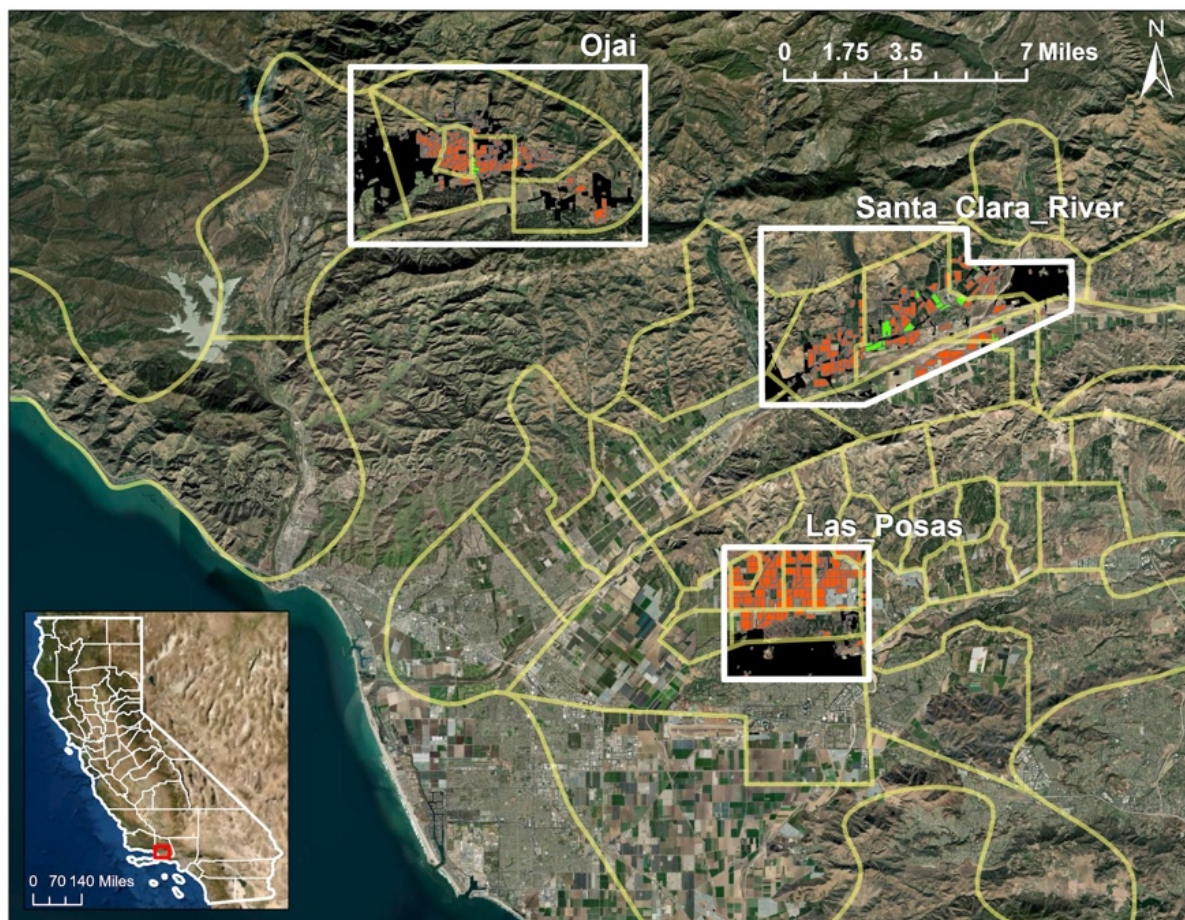 Ojai
0 1.75 3.5 7 Miles
N
Santa_Clara_River
Las_Posas
0 70 140 Miles